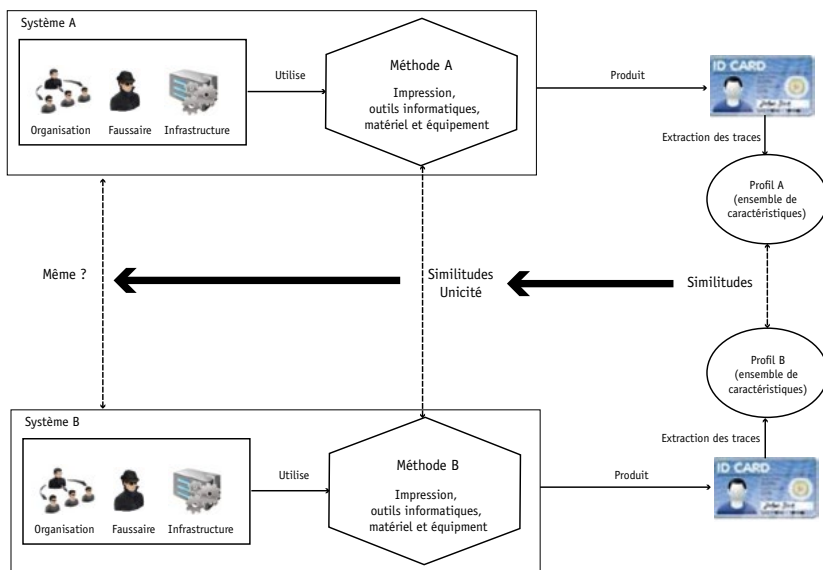 Système A
Organisation
Faussaire
Infrastructure
Utilise
Méthode A
Impression,
outils informatiques,
matériel et équipement
Produit
ID CARD
Extraction des traces
Profil A
(ensemble de
caractéristiques)
Même ?
Similitudes
Unicité
Similitudes
Profil B
(ensemble de
caractéristiques)
Système B
Organisation
Faussaire
Infrastructure
Utilise
Méthode B
Impression,
outils informatiques,
matériel et équipment
Produit
Extraction des traces
ID CARD